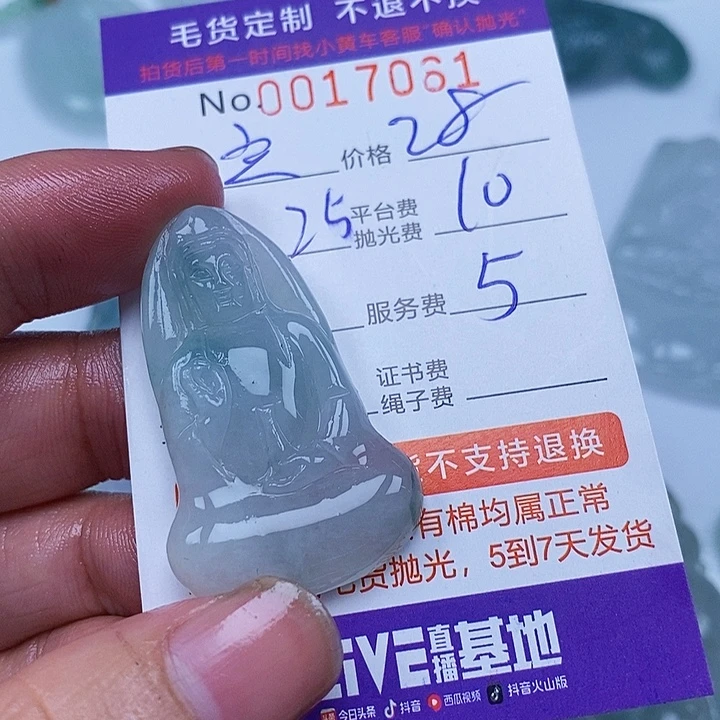 毛货定制 不退不换
拍货后第一时间找小黄车客服"确认抛光"
No.0017061
价格 28
25 平台费
抛光费 10
服务费 5
证书费
绳子费
不支持退换
有棉均属正常
货抛光，5到7天发货
LiVE直播基地
今日头条 抖音 西瓜视频 抖音火山版